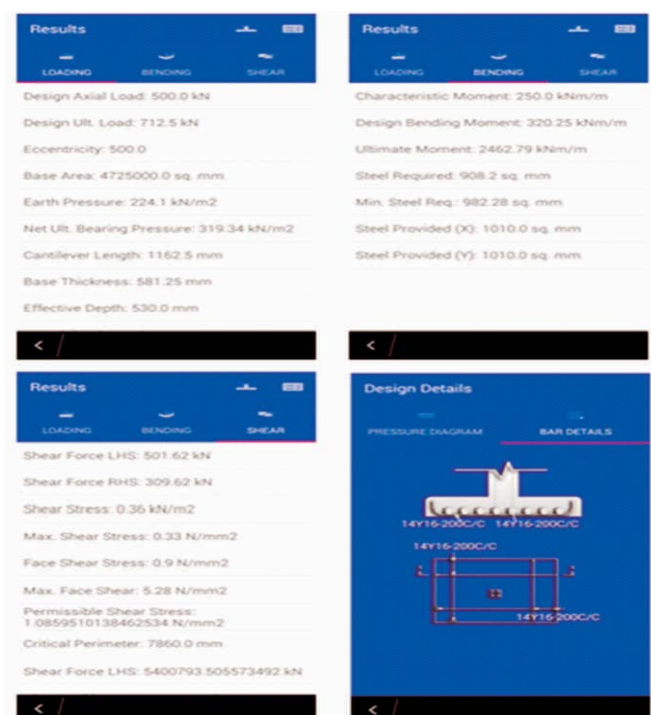 Results
LOADING BENDING SHEAR
Design Axial Load: 500.0 kN
Design Ult. Load: 712.5 kN
Eccentricity: 500.0
Base Area: 4725000.0 sq. mm
Earth Pressure: 224.1 kN/m2
Net Ult. Bearing Pressure: 319.34 kN/m2
Cantilever Length: 1162.5 mm
Base Thickness: 581.25 mm
Effective Depth: 530.0 mm
Results
LOADING BENDING SHEAR
Characteristic Moment: 250.0 kNm/m
Design Bending Moment: 320.25 kNm/m
Ultimate Moment: 2462.79 kNm/m
Steel Required: 908.2 sq. mm
Min. Steel Req.: 982.28 sq. mm
Steel Provided (X): 1010.0 sq. mm
Steel Provided (Y): 1010.0 sq. mm
Results
LOADING BENDING SHEAR
Shear Force LHS: 501.62 kN
Shear Force RHS: 309.62 kN
Shear Stress: 0.36 kN/m2
Max. Shear Stress: 0.33 N/mm2
Face Shear Stress: 0.9 N/mm2
Max. Face Shear: 5.28 N/mm2
Permissible Shear Stress:
1.0859510138462534 N/mm2
Critical Perimeter: 7860.0 mm
Shear Force LHS: 5400793.505573492 kN
Design Details
PRESSURE DIAGRAM BAR DETAILS
14Y16-200C/C 14Y16-200C/C
14Y16-200C/C
14Y16-200C/C